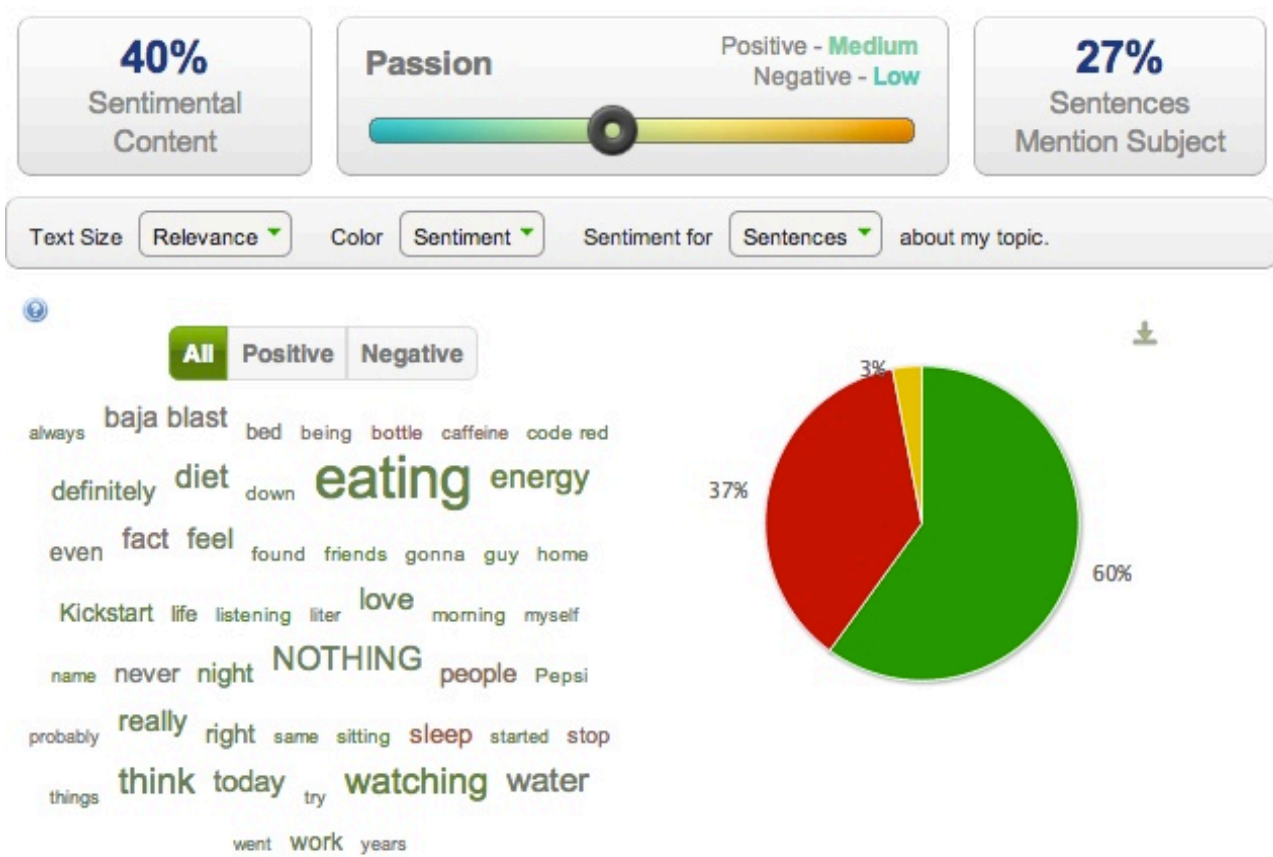 40%
Sentimental
Content
Passion
Positive - Medium
Negative - Low
27%
Sentences
Mention Subject
Text Size Relevance Color Sentiment Sentiment for Sentences about my topic.
?
All Positive Negative
always baja blast bed being bottle caffeine code red
definitely diet down eating energy
even fact feel found friends gonna guy home
Kickstart life listening liter love morning myself
name never night NOTHING people Pepsi
probably really right same sitting sleep started stop
things think today try watching water
went work years
3%
37%
60%